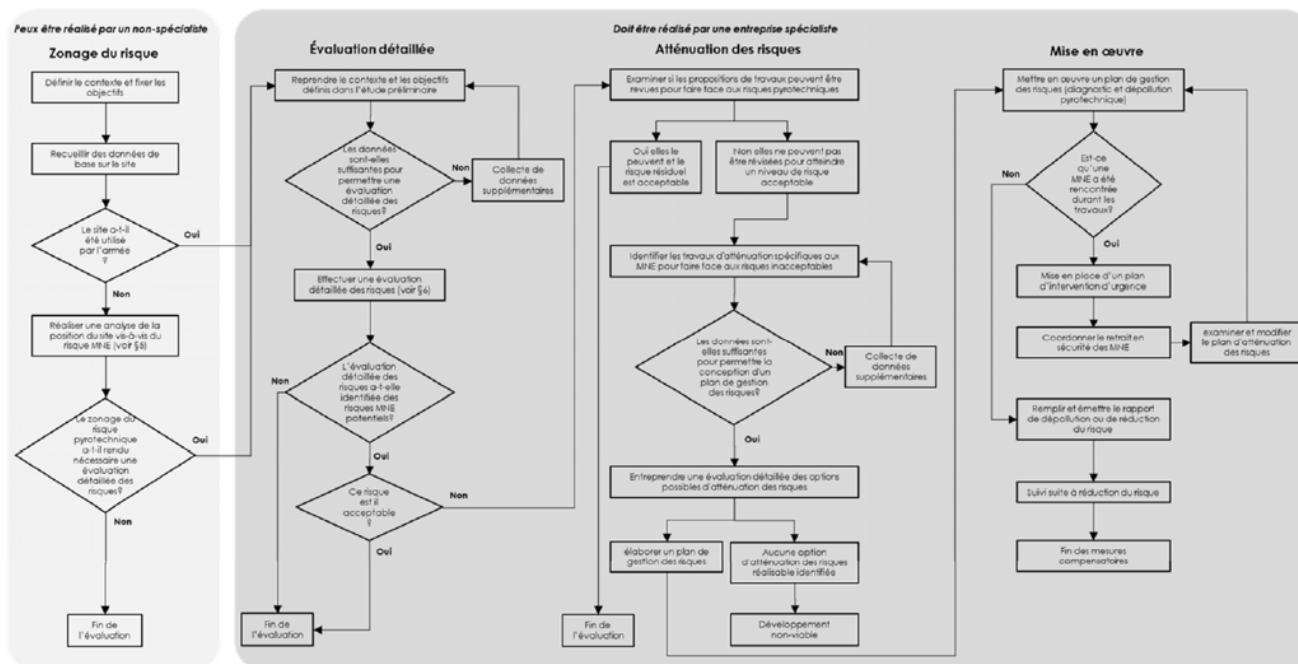 Peux être réalisé par un non-spécialiste
Zonage du risque
Définir le contexte et fixer les
objectifs
Recueillir des données de
base sur le site
Le site a-t-il
été utilisé
par l'armée
?
Oui
Non
Réaliser une analyse de la
position du site vis-à-vis du
risque MNE (voir §5)
Le zonage du
risque
pyrotechnique
a-t-il rendu
nécessaire une
évaluation
détaillée des
risques?
Oui
Non
Fin de
l'évaluation
Doit être réalisé par une entreprise spécialiste
Évaluation détaillée
Reprendre le contexte et les objectifs
définis dans l'étude préliminaire
Les données
sont-elles
suffisantes pour
permettre une
évaluation
détaillée des
risques?
Non
Collecte de
données
supplémentaires
Oui
Effectuer une évaluation
détaillée des risques (voir §6)
L'évaluation
détaillée des
risques a-t-elle
identifiée des
risques MNE
potentiels?
Non
Oui
Ce risque
est il
acceptable
?
Non
Oui
Fin de
l'évaluation
Atténuation des risques
Examiner si les propositions de travaux peuvent être
revues pour faire face aux risques pyrotechniques
Oui elles le
peuvent et le
risque résiduel
est acceptable
Non elles ne peuvent pas
être révisées pour atteindre
un niveau de risque
acceptable
Identifier les travaux d'atténuation spécifiques aux
MNE pour faire face aux risques inacceptables
Les données sont-
elles suffisantes
pour permettre la
conception d'un
plan de gestion
des risques?
Non
Collecte de
données
supplémentaires
Oui
Entreprendre une évaluation détaillée des options
possibles d'atténuation des risques
élaborer un plan de
gestion des risques
Aucune option
d'atténuation des risques
réalisable identifiée
Fin de
l'évaluation
Développement
non-viable
Mise en œuvre
Mettre en œuvre un plan de gestion
des risques (diagnostic et dépollution
pyrotechnique)
Est-ce
qu'une
MNE a été
rencontrée
durant les
travaux?
Non
Oui
Mise en place d'un plan
d'intervention d'urgence
Coordonner le retrait en
sécurité des MNE
examiner et modifier
le plan d'atténuation
des risques
Remplir et émettre le rapport
de dépollution ou de réduction
du risque
Suivi suite à réduction du risque
Fin des mesures
compensatoires